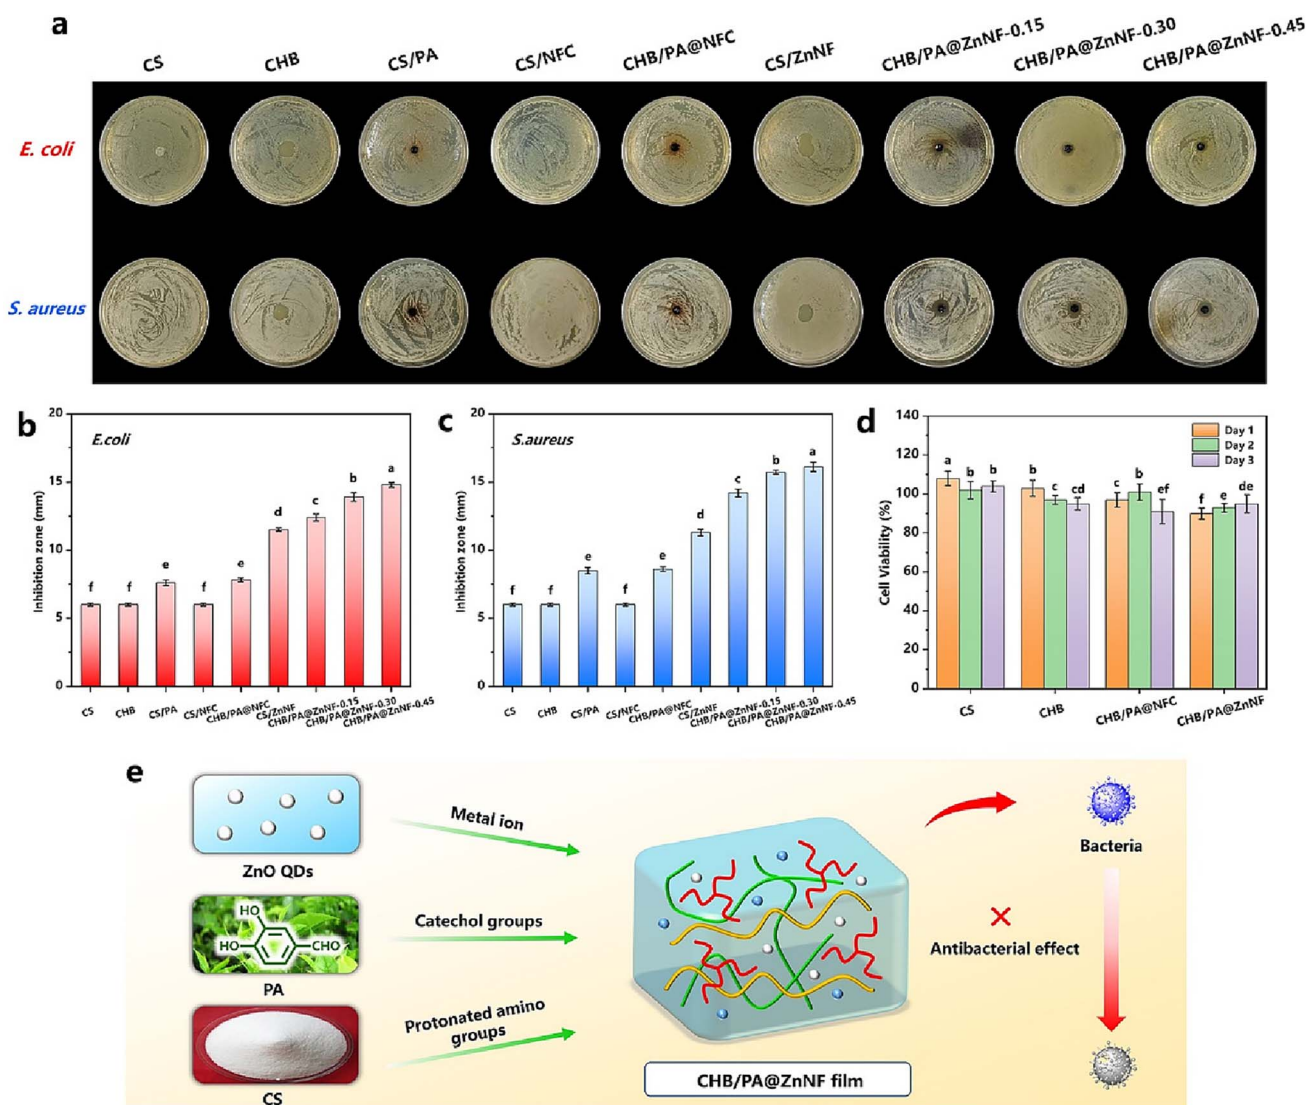 a
CS
CHB
CS/PA
CS/NFC
CHB/PA@NFC
CS/ZnNF
CHB/PA@ZnNF-0.15
CHB/PA@ZnNF-0.30
CHB/PA@ZnNF-0.45
E. coli
S. aureus
b
E.coli
Inhibition zone (mm)
20
15
10
5
0
f
f
e
f
e
d
c
b
a
CS
CHB
CS/PA
CS/NFC
CHB/PA@NFC
CS/ZnNF
CHB/PA@ZnNF-0.15
CHB/PA@ZnNF-0.30
CHB/PA@ZnNF-0.45
c
S.aureus
Inhibition zone (mm)
20
15
10
5
0
f
f
e
f
e
d
c
b
a
CS
CHB
CS/PA
CS/NFC
CHB/PA@NFC
CS/ZnNF
CHB/PA@ZnNF-0.15
CHB/PA@ZnNF-0.30
CHB/PA@ZnNF-0.45
d
Cell Viability (%)
140
120
100
80
60
40
20
0
Day 1
Day 2
Day 3
a
b
b
b
c
cd
c
b
ef
f
e
de
CS
CHB
CHB/PA@NFC
CHB/PA@ZnNF
e
ZnO QDs
Metal ion
HO
HO
CHO
PA
Catechol groups
CS
Protonated amino
groups
CHB/PA@ZnNF film
Bacteria
Antibacterial effect